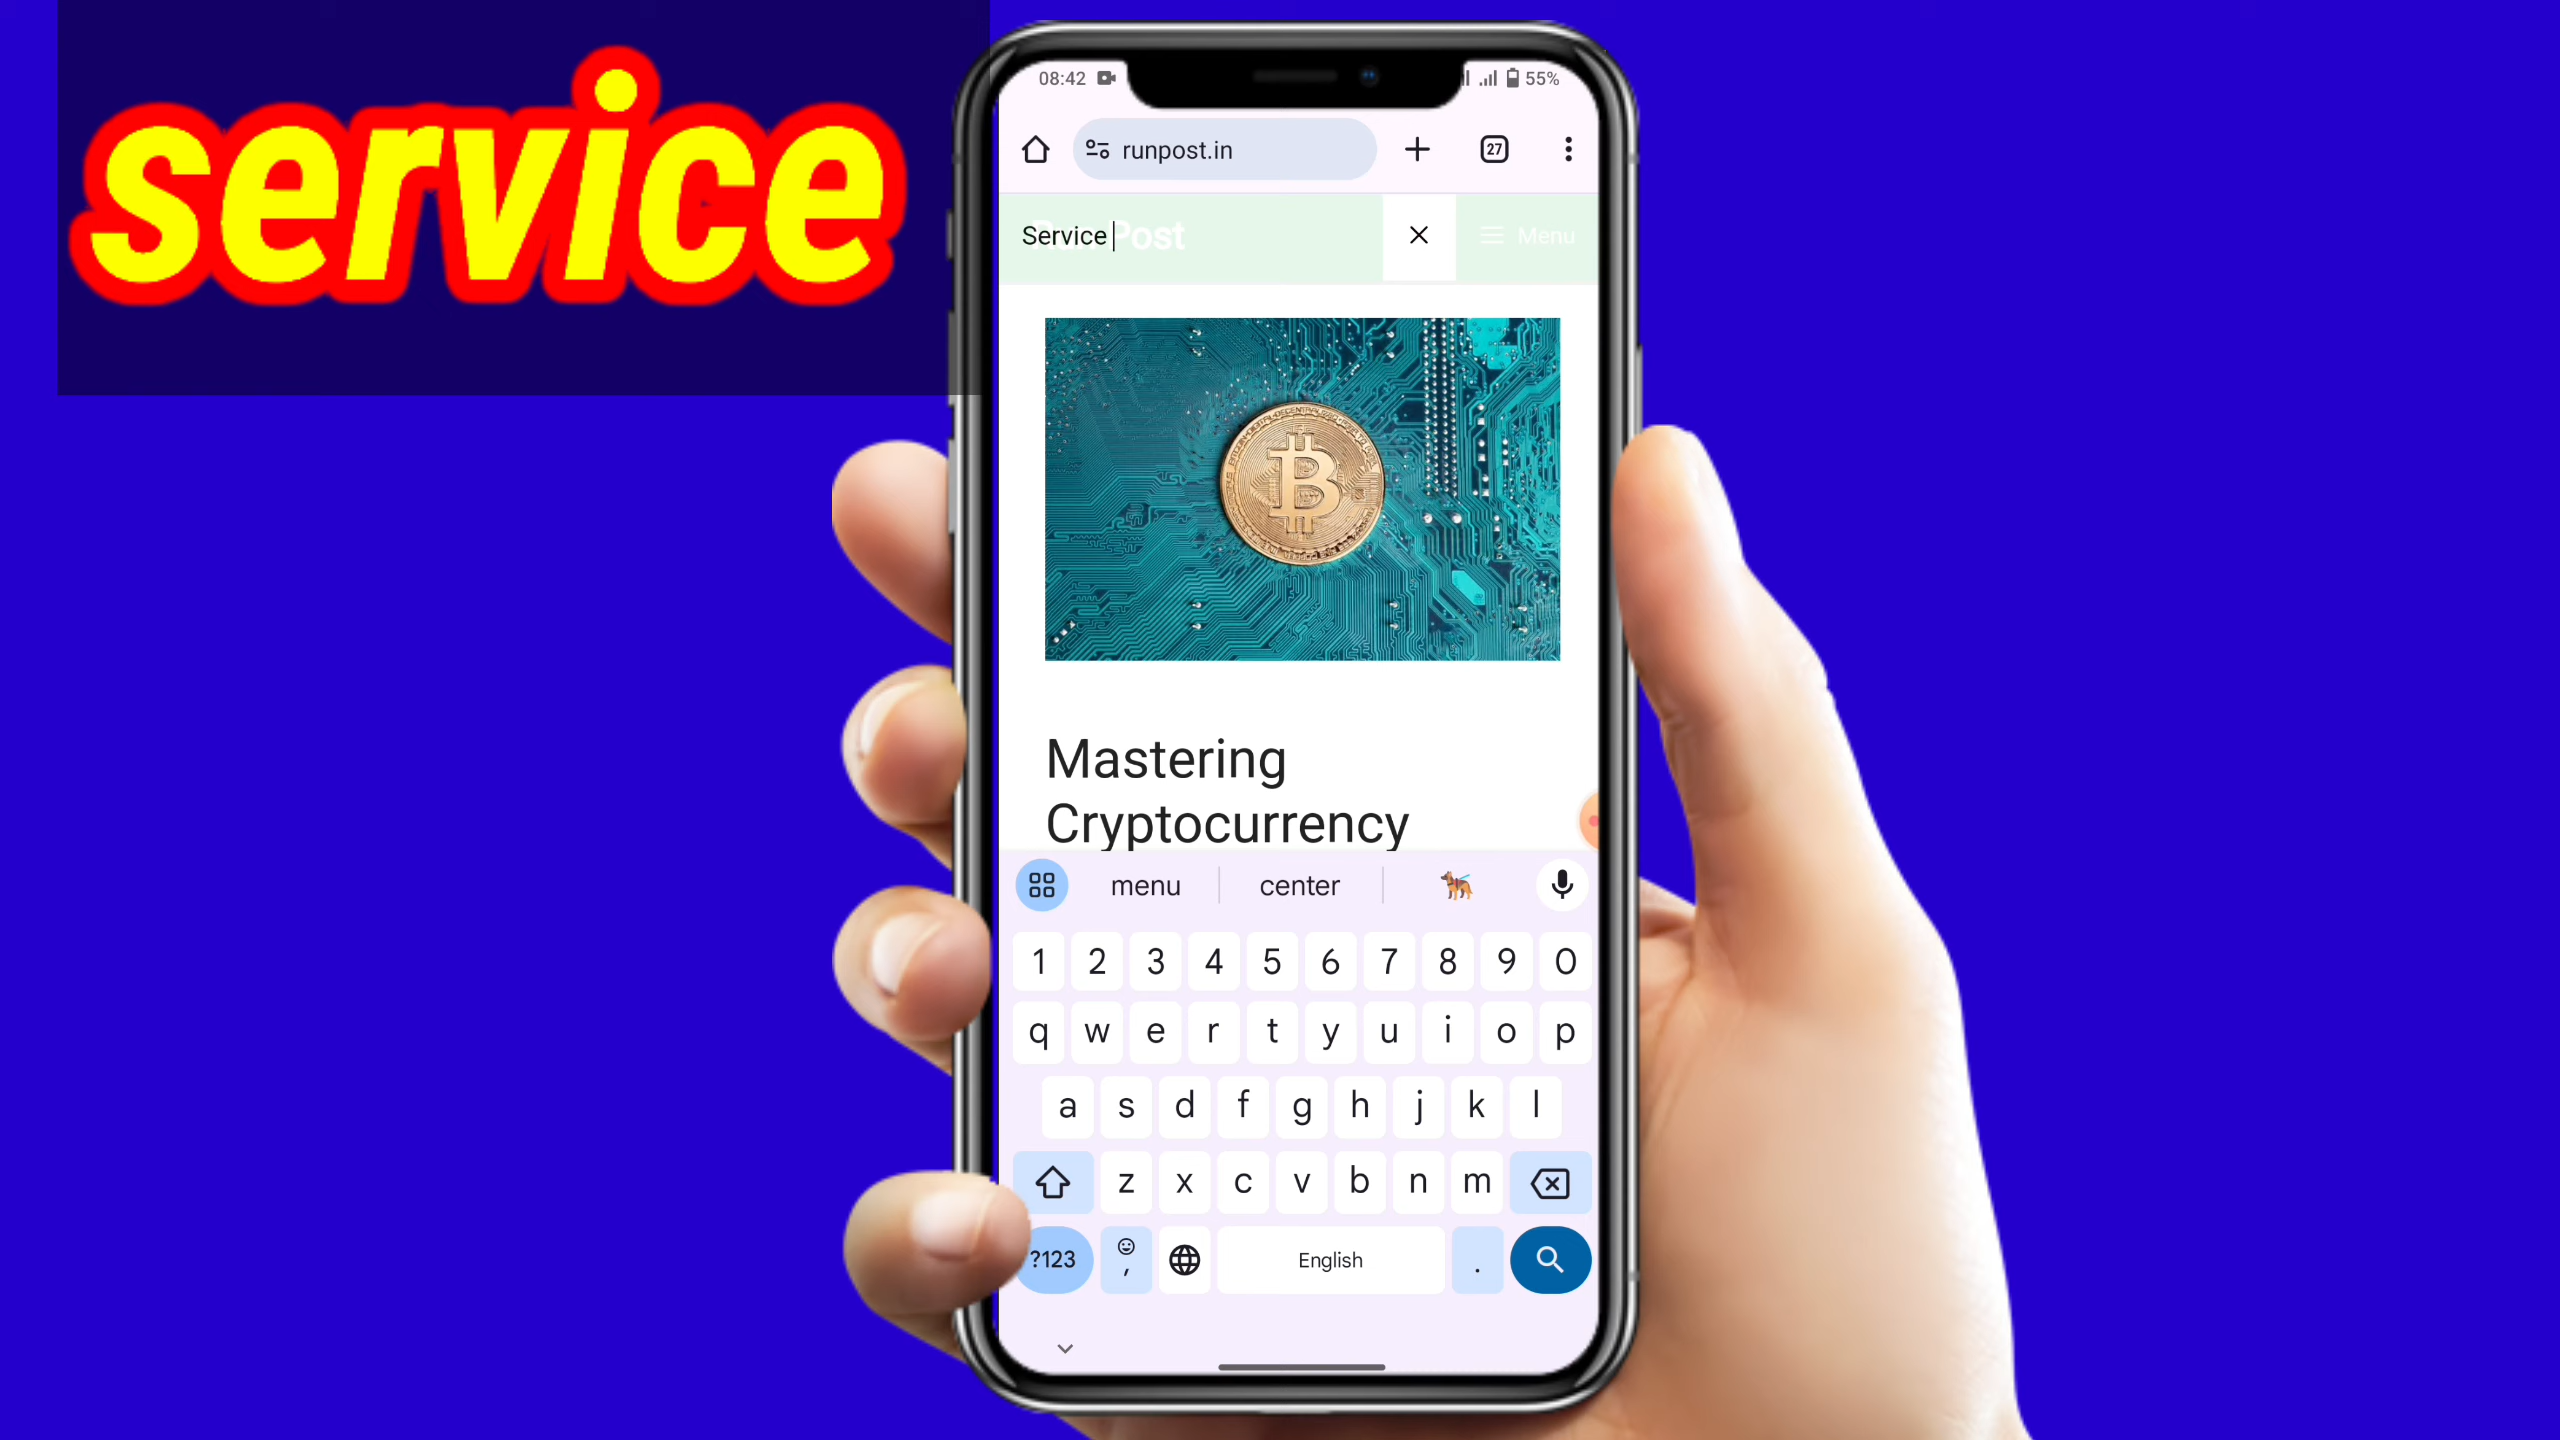 service
08:42
55%
runpost.in
27
Service
Post
Menu
Mastering
Cryptocurrency
menu center
1 2 3 4 5 6 7 8 9 0
q w e r t y u i o p
a s d f g h j k l
z x c v b n m
?123 , English .